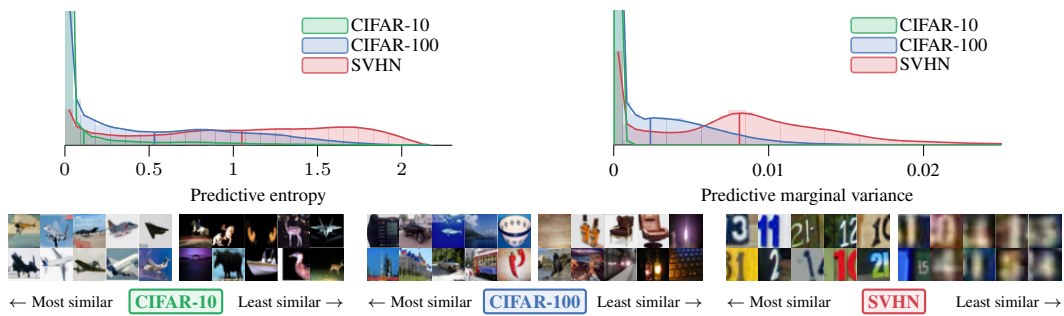 CIFAR-10
CIFAR-100
SVHN
0 0.5 1 1.5 2
Predictive entropy
CIFAR-10
CIFAR-100
SVHN
0 0.01 0.02
Predictive marginal variance
← Most similar CIFAR-10 Least similar →
← Most similar CIFAR-100 Least similar →
← Most similar SVHN Least similar →